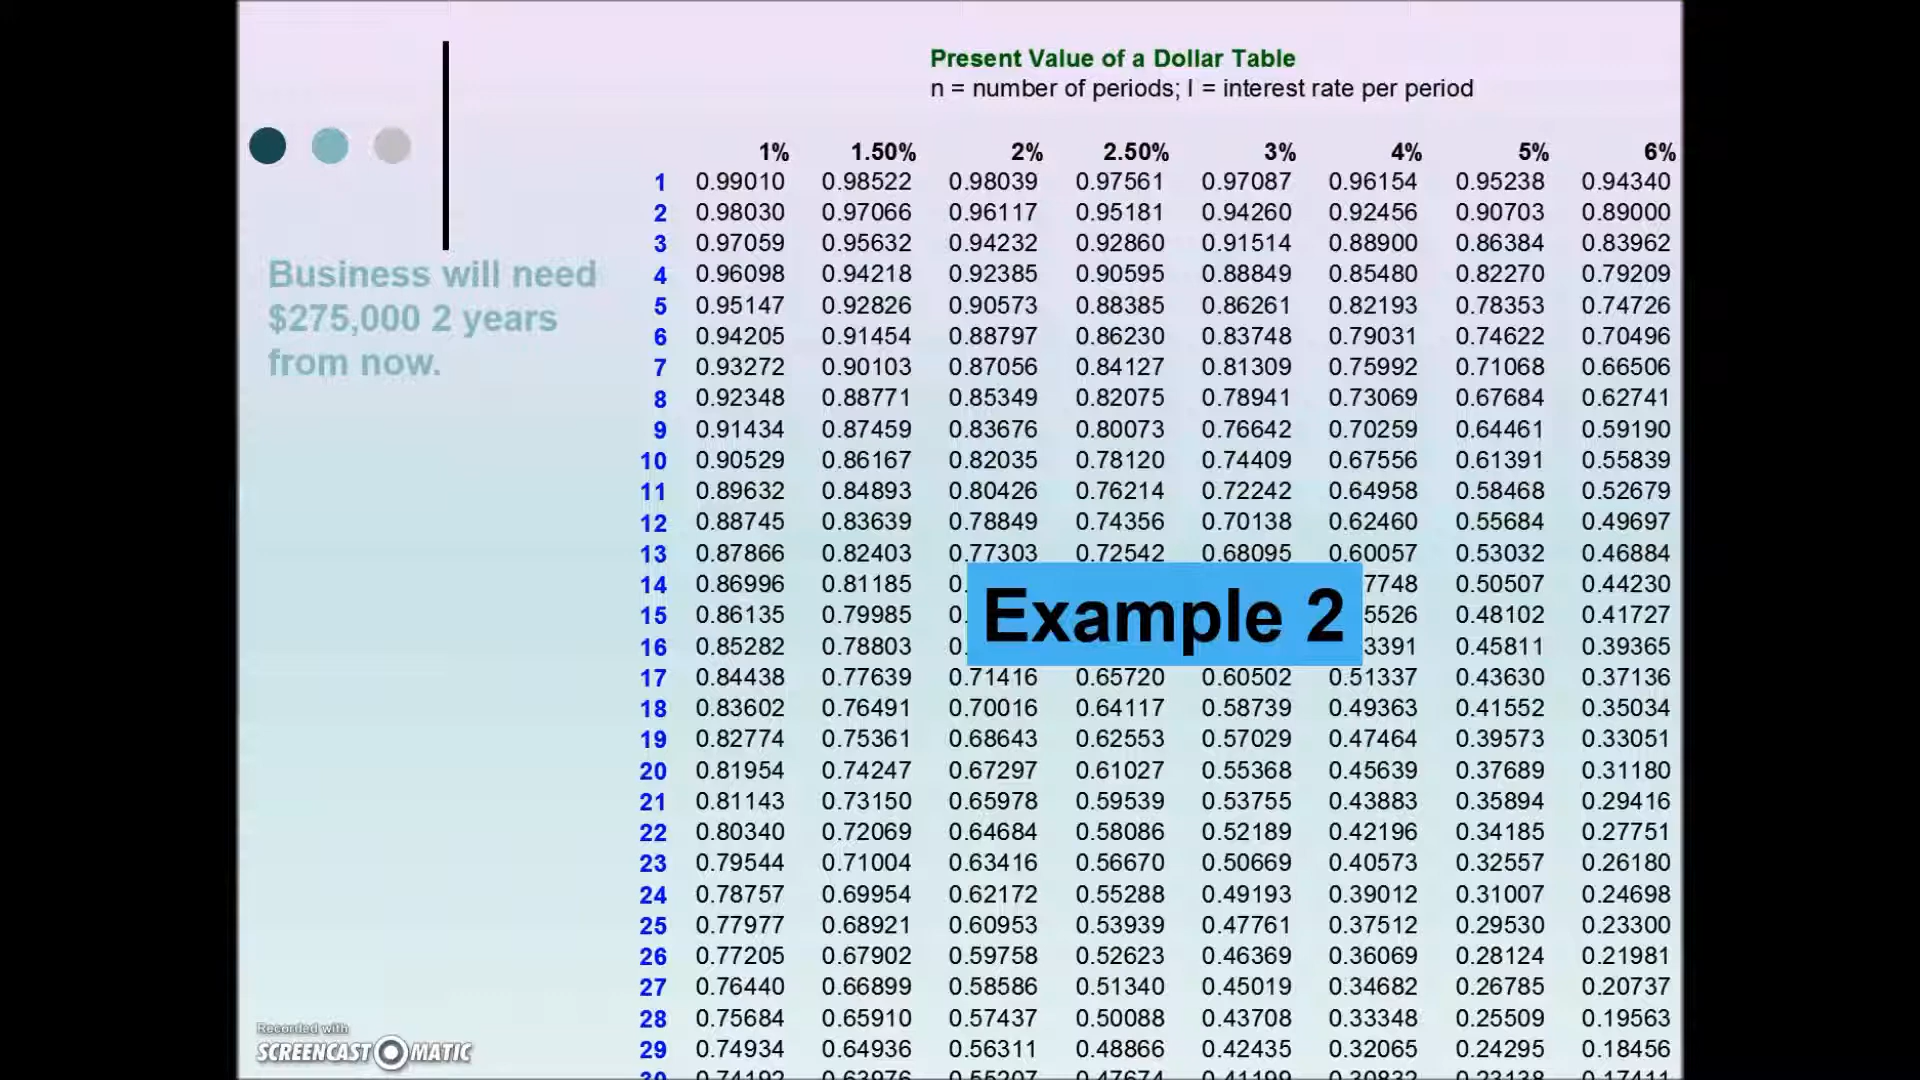 Present Value of a Dollar Table
n = number of periods; I = interest rate per period
1% 1.50% 2% 2.50% 3% 4% 5% 6%
1 0.99010 0.98522 0.98039 0.97561 0.97087 0.96154 0.95238 0.94340
2 0.98030 0.97066 0.96117 0.95181 0.94260 0.92456 0.90703 0.89000
3 0.97059 0.95632 0.94232 0.92860 0.91514 0.88900 0.86384 0.83962
4 0.96098 0.94218 0.92385 0.90595 0.88849 0.85480 0.82270 0.79209
5 0.95147 0.92826 0.90573 0.88385 0.86261 0.82193 0.78353 0.74726
6 0.94205 0.91454 0.88797 0.86230 0.83748 0.79031 0.74622 0.70496
7 0.93272 0.90103 0.87056 0.84127 0.81309 0.75992 0.71068 0.66506
8 0.92348 0.88771 0.85349 0.82075 0.78941 0.73069 0.67684 0.62741
9 0.91434 0.87459 0.83676 0.80073 0.76642 0.70259 0.64461 0.59190
10 0.90529 0.86167 0.82035 0.78120 0.74409 0.67556 0.61391 0.55839
11 0.89632 0.84893 0.80426 0.76214 0.72242 0.64958 0.58468 0.52679
12 0.88745 0.83639 0.78849 0.74356 0.70138 0.62460 0.55684 0.49697
13 0.87866 0.82403 0.77303 0.72542 0.68095 0.60057 0.53032 0.46884
14 0.86996 0.81185 0. 7748 0.50507 0.44230
15 0.86135 0.79985 0. 5526 0.48102 0.41727
16 0.85282 0.78803 0. 3391 0.45811 0.39365
17 0.84438 0.77639 0.71416 0.65720 0.60502 0.51337 0.43630 0.37136
18 0.83602 0.76491 0.70016 0.64117 0.58739 0.49363 0.41552 0.35034
19 0.82774 0.75361 0.68643 0.62553 0.57029 0.47464 0.39573 0.33051
20 0.81954 0.74247 0.67297 0.61027 0.55368 0.45639 0.37689 0.31180
21 0.81143 0.73150 0.65978 0.59539 0.53755 0.43883 0.35894 0.29416
22 0.80340 0.72069 0.64684 0.58086 0.52189 0.42196 0.34185 0.27751
23 0.79544 0.71004 0.63416 0.56670 0.50669 0.40573 0.32557 0.26180
24 0.78757 0.69954 0.62172 0.55288 0.49193 0.39012 0.31007 0.24698
25 0.77977 0.68921 0.60953 0.53939 0.47761 0.37512 0.29530 0.23300
26 0.77205 0.67902 0.59758 0.52623 0.46369 0.36069 0.28124 0.21981
27 0.76440 0.66899 0.58586 0.51340 0.45019 0.34682 0.26785 0.20737
28 0.75684 0.65910 0.57437 0.50088 0.43708 0.33348 0.25509 0.19563
29 0.74934 0.64936 0.56311 0.48866 0.42435 0.32065 0.24295 0.18456
Business will need
$275,000 2 years
from now.
Example 2
Recorded with
SCREENCAST MATIC